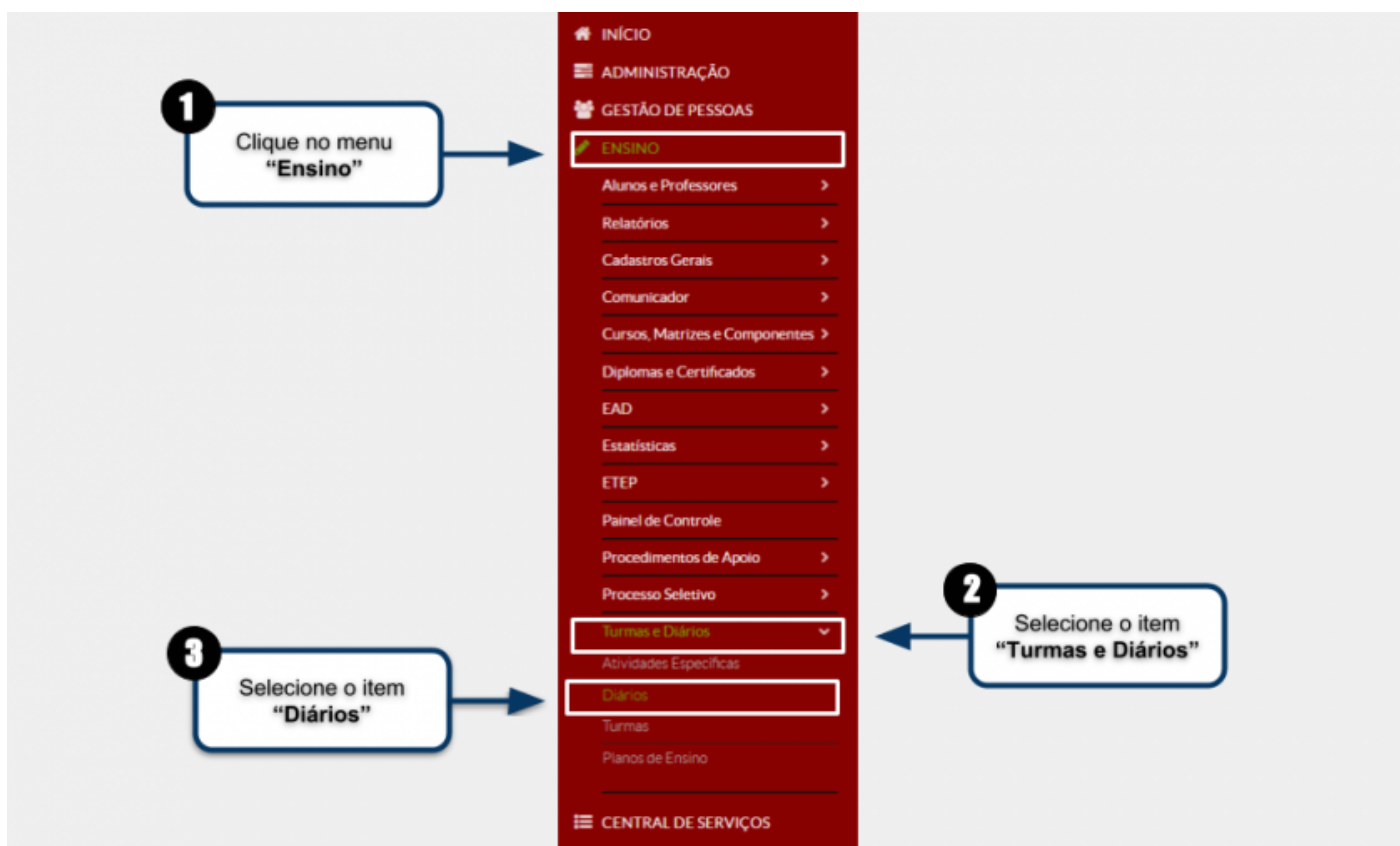 INÍCIO
ADMINISTRAÇÃO
GESTÃO DE PESSOAS
1
Clique no menu
“Ensino”
ENSINO
Alunos e Professores
Relatórios
Cadastros Gerais
Comunicador
Cursos, Matrizes e Componentes
Diplomas e Certificados
EAD
Estatísticas
ETEP
Painel de Controle
Procedimentos de Apoio
Processo Seletivo
2
Selecione o item
“Turmas e Diários”
Turmas e Diários
Atividades Específicas
3
Selecione o item
“Diários”
Diários
Turmas
Planos de Ensino
CENTRAL DE SERVIÇOS